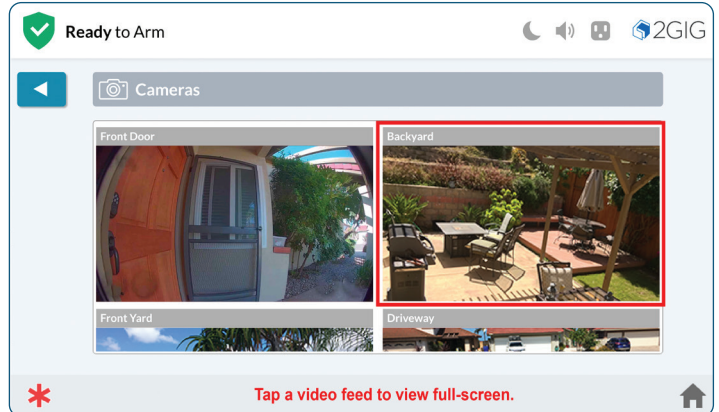 Ready to Arm
2GIG
Cameras
Front Door
Backyard
Front Yard
Driveway
Tap a video feed to view full-screen.